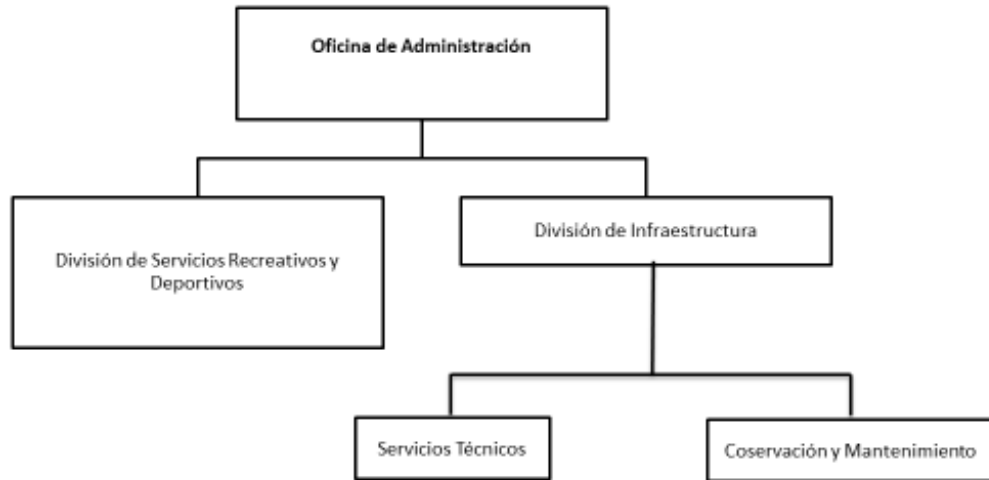 Oficina de Administración
División de Servicios Recreativos y
Deportivos
División de Infraestructura
Servicios Técnicos
Coservación y Mantenimiento